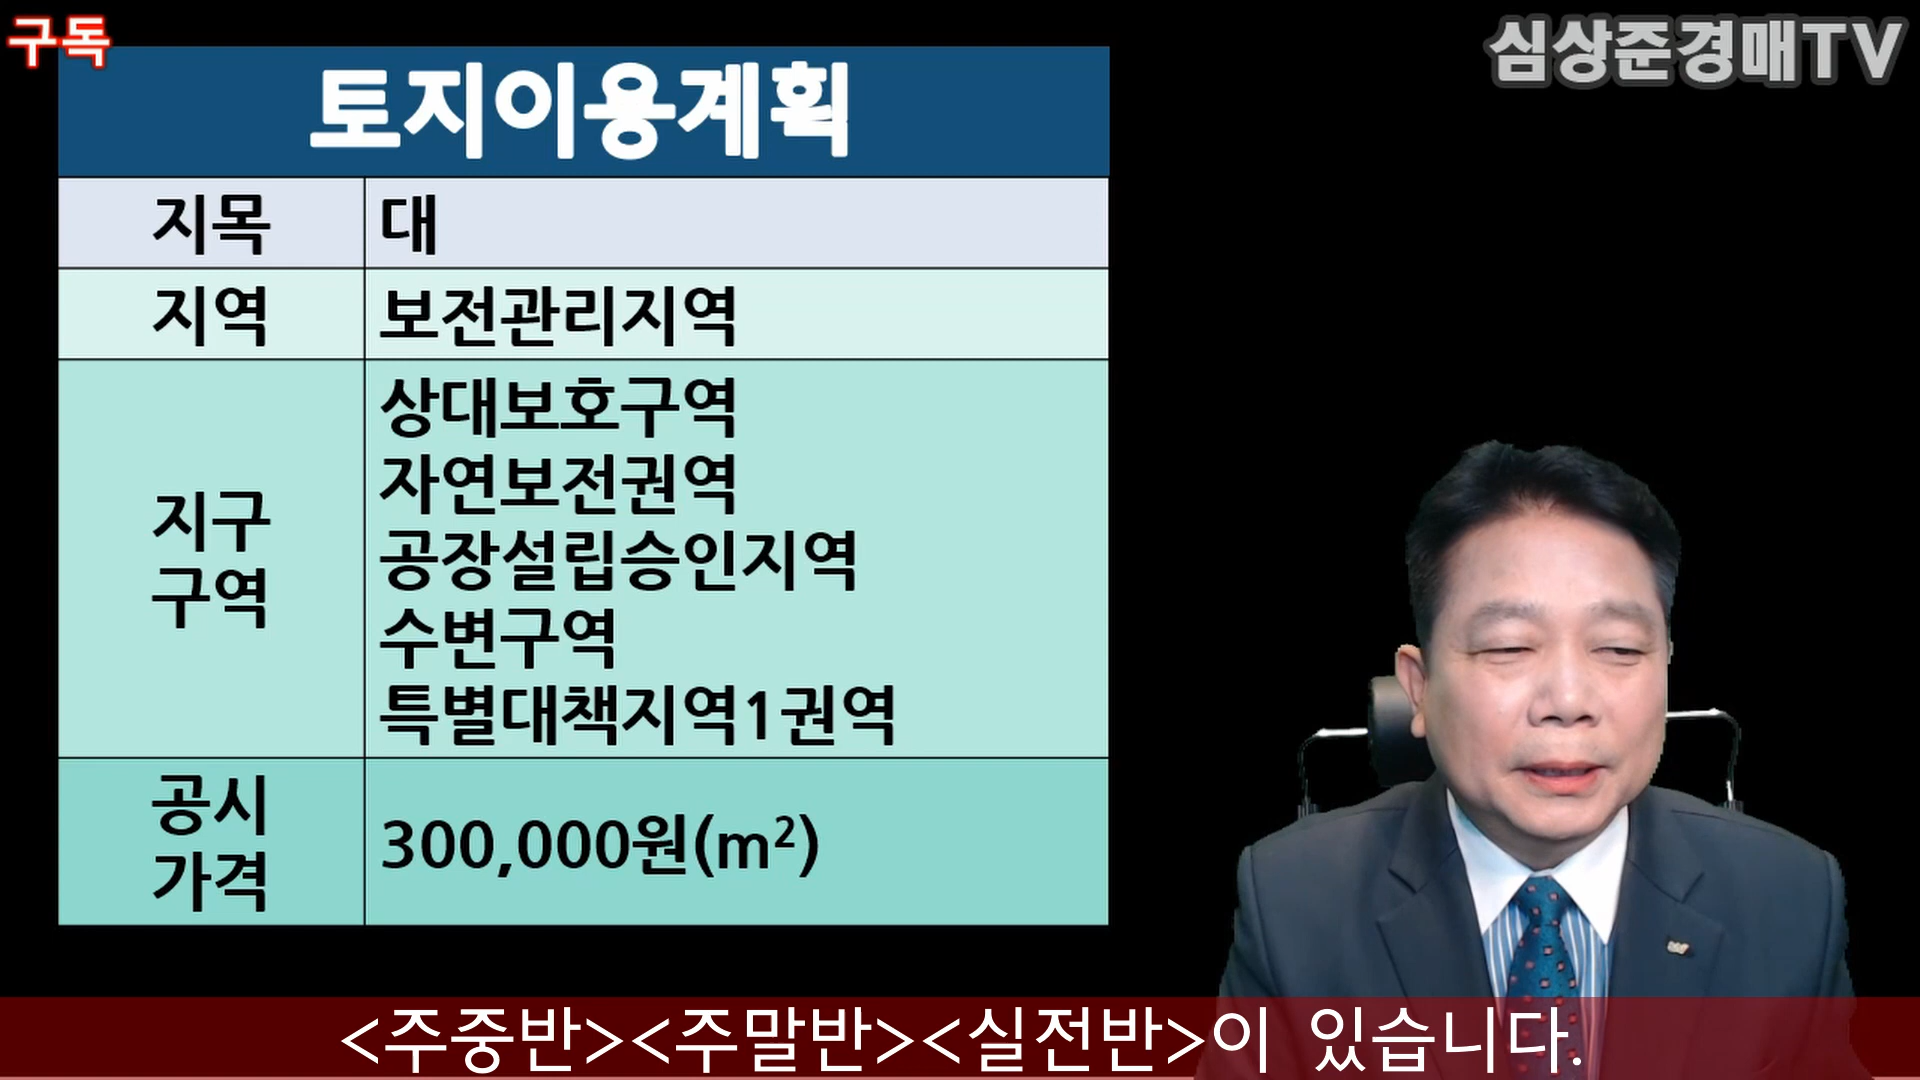 구독
심상준경매TV
토지이용계획
지목
대
지역
보전관리지역
지구
구역
상대보호구역
자연보전권역
공장설립승인지역
수변구역
특별대책지역1권역
공시
가격
300,000원(m²)
<주중반><주말반><실전반>이 있습니다.